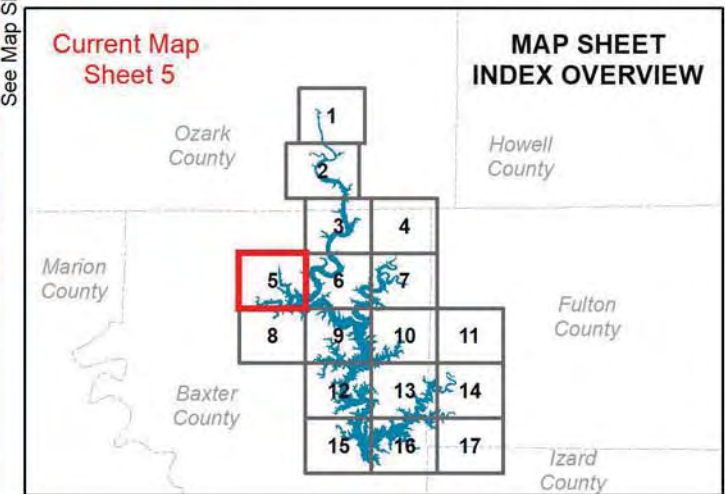 See Map
Current Map
Sheet 5
MAP SHEET
INDEX OVERVIEW
Ozark
County
Howell
County
1
2
3
4
Marion
County
5
6
7
Fulton
County
8
9
10
11
Baxter
County
12
13
14
15
16
17
Izard
County